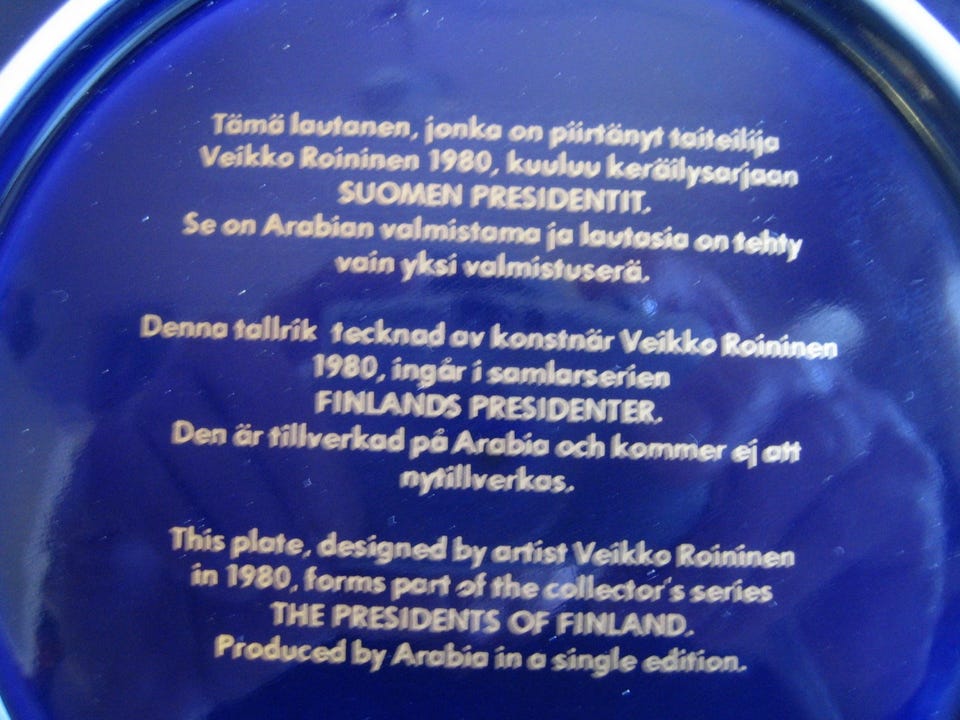 Tämä lautanen, jonka on piirtänyt taiteilija
Veikko Roininen 1980, kuuluu keräilysarjaan
SUOMEN PRESIDENTIT.
Se on Arabian valmistama ja lautasia on tehty
vain yksi valmistuserä.
Denna tallrik tecknad av konstnär Veikko Roininen
1980, ingår i samlarserien
FINLANDS PRESIDENTER.
Den är tillverkad på Arabia och kommer ej att
nytillverkas.
This plate, designed by artist Veikko Roininen
in 1980, forms part of the collector's series
THE PRESIDENTS OF FINLAND.
Produced by Arabia in a single edition.